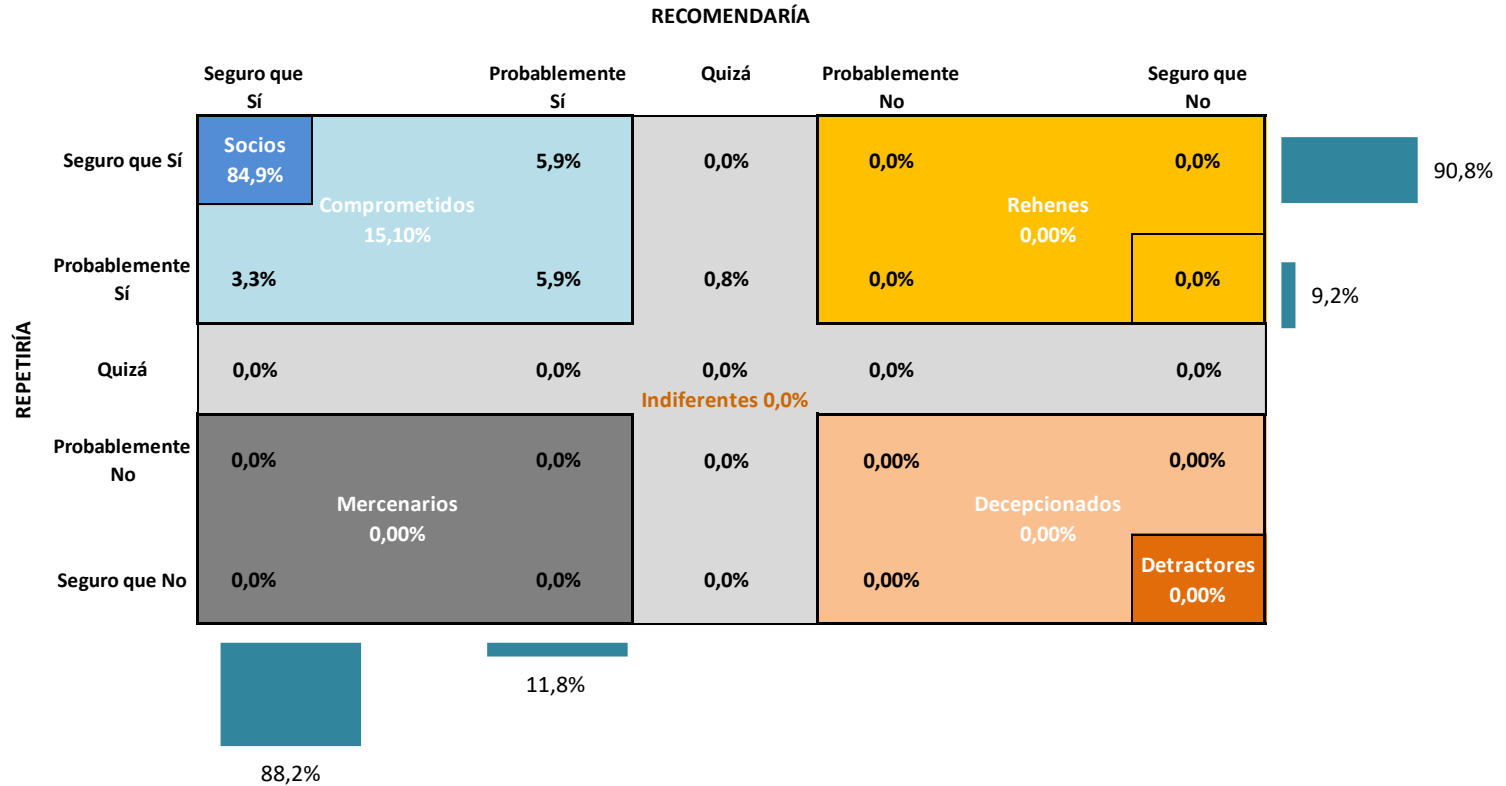 RECOMENDARÍA
Seguro que Sí
Probablemente Sí
Quizá
Probablemente No
Seguro que No
REPETIRÍA
Seguro que Sí
Socios
84,9%
5,9%
0,0%
0,0%
0,0%
90,8%
Comprometidos
15,10%
Rehenes
0,00%
Probablemente Sí
3,3%
5,9%
0,8%
0,0%
0,0%
9,2%
Quizá
0,0%
0,0%
0,0%
0,0%
0,0%
Indiferentes 0,0%
Probablemente No
0,0%
0,0%
0,0%
0,00%
0,00%
Mercenarios
0,00%
Decepcionados
0,00%
Seguro que No
0,0%
0,0%
0,0%
0,00%
Detractores
0,00%
88,2%
11,8%